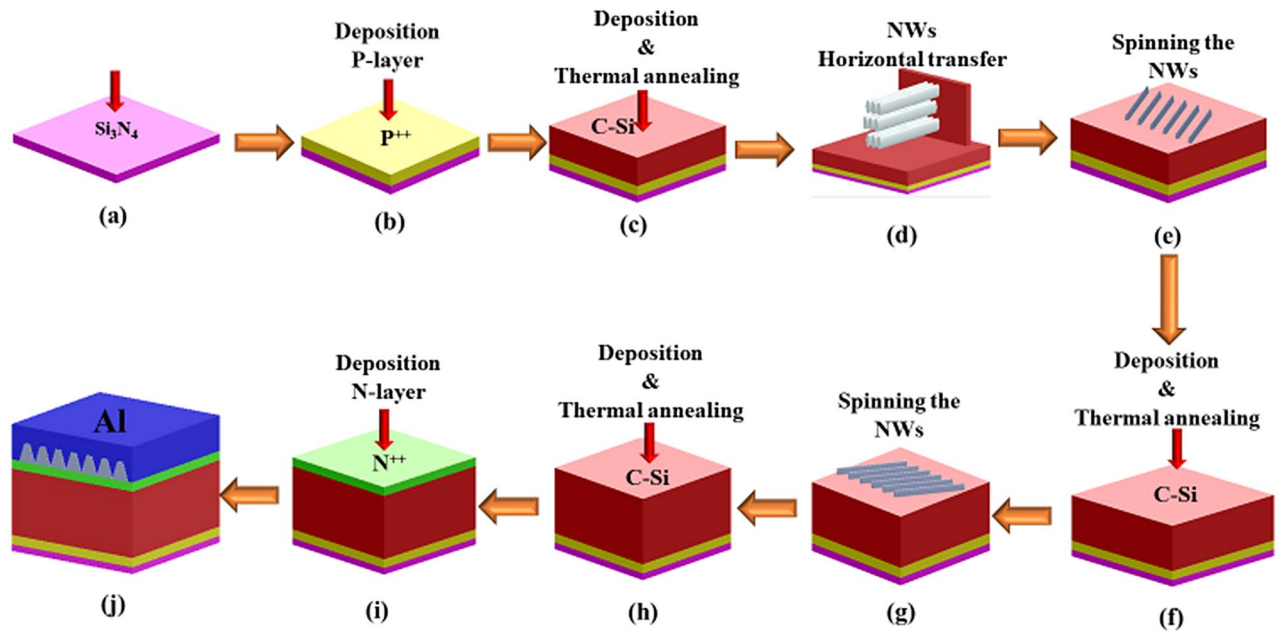 Si₃N₄
(a)
Deposition
P-layer
P⁺⁺
(b)
Deposition
&
Thermal annealing
C-Si
(c)
NWs
Horizontal transfer
(d)
Spinning the
NWs
(e)
Deposition
&
Thermal annealing
C-Si
(f)
Spinning the
NWs
(g)
Deposition
&
Thermal annealing
C-Si
(h)
Deposition
N-layer
N⁺⁺
(i)
Al
(j)